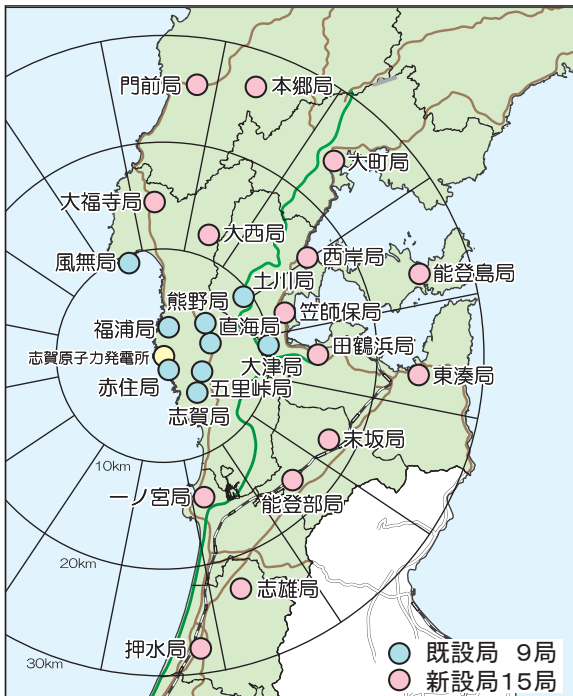 門前局
本郷局
大町局
大福寺局
大西局
西岸局
風無局
能登島局
土川局
熊野局
笠師保局
福浦局
直海局
志賀原子力発電所
大津局
田鶴浜局
赤住局
五里峠局
東湊局
志賀局
末坂局
10km
一ノ宮局
能登部局
20km
志雄局
押水局
30km
既設局 9局
新設局15局